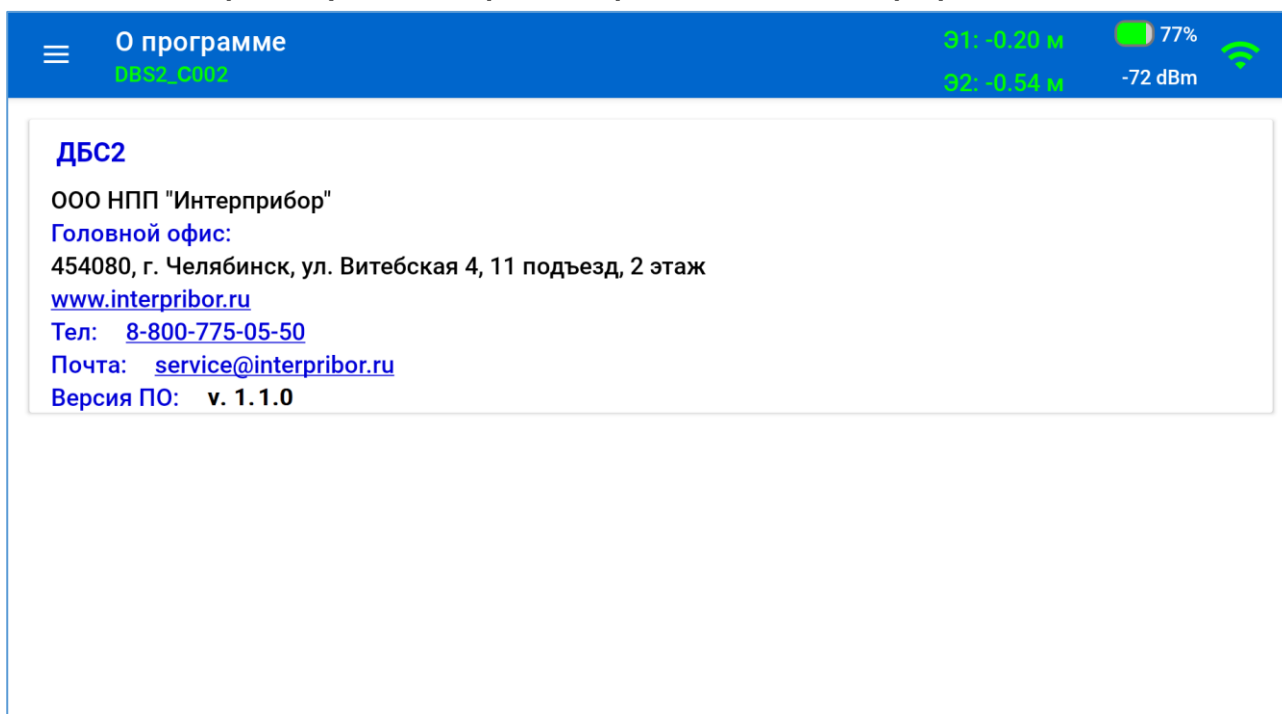 О программе
DBS2_C002
Э1: -0.20 м
Э2: -0.54 м
77%
-72 dBm
ДБС2
ООО НПП "Интерприбор"
Головной офис:
454080, г. Челябинск, ул. Витебская 4, 11 подъезд, 2 этаж
www.interpribor.ru
Тел: 8-800-775-05-50
Почта: service@interpribor.ru
Версия ПО: v. 1.1.0